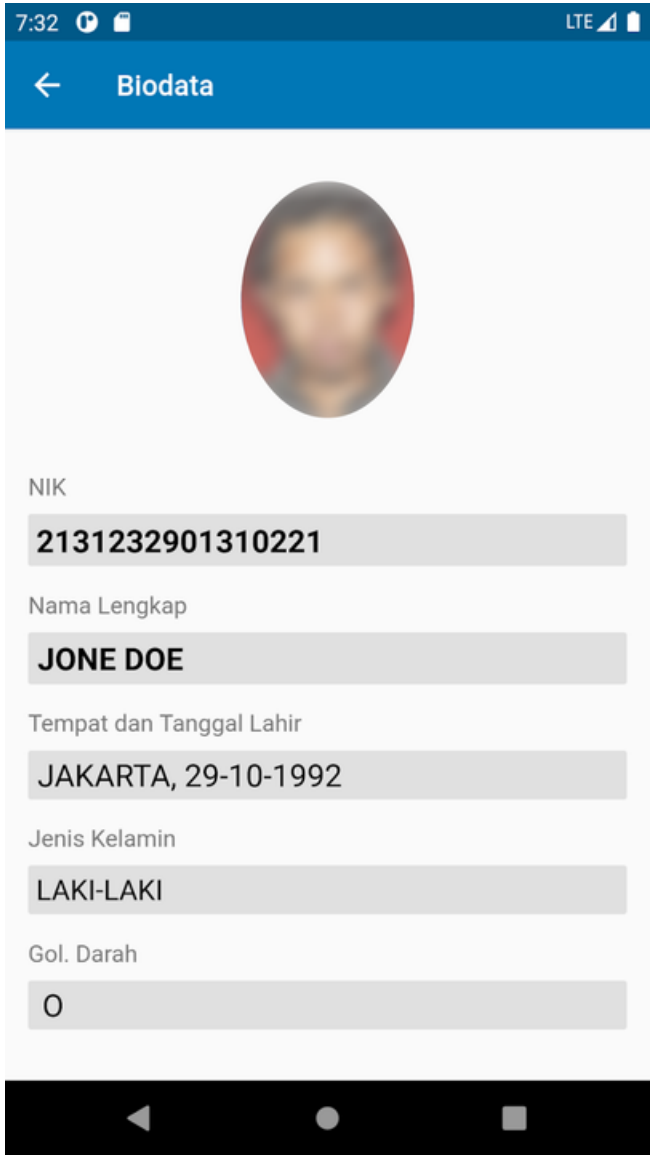 7:32 LTE
Biodata
NIK
2131232901310221
Nama Lengkap
JONE DOE
Tempat dan Tanggal Lahir
JAKARTA, 29-10-1992
Jenis Kelamin
LAKI-LAKI
Gol. Darah
O